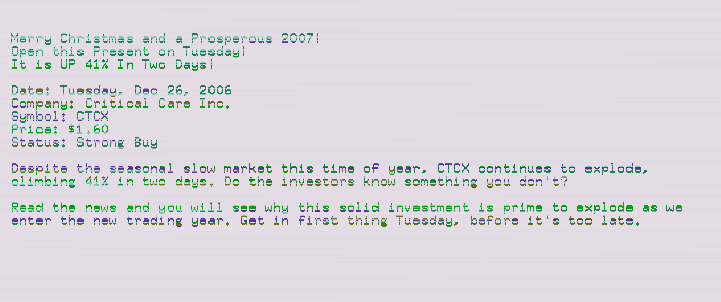 Merry Christmas and a Prosperous 2007!
Open this Present on Tuesday!
It is UP 41% In Two Days!
Date: Tuesday, Dec 26, 2006
Company: Critical Care Inc.
Symbol: CTCX
Price: $1.60
Status: Strong Buy
Despite the seasonal slow market this time of year, CTCX continues to explode,
climbing 41% in two days. Do the investors know something you don't?
Read the news and you will see why this solid investment is prime to explode as we
enter the new trading year. Get in first thing Tuesday, before it's too late.